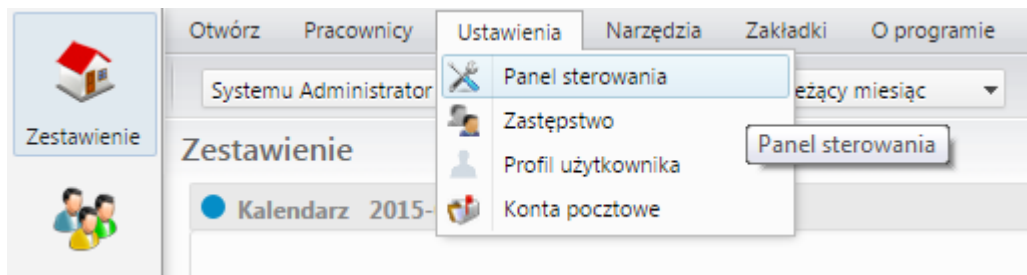 Otwórz Pracownicy Ustawienia Narzędzia Zakładki O programie
Systemu Administrator
miesiąc
Zestawienie
Zestawienie
Kalendarz 2015-
Panel sterowania
Zastępstwo
Profil użytkownika
Konta pocztowe
Panel sterowania